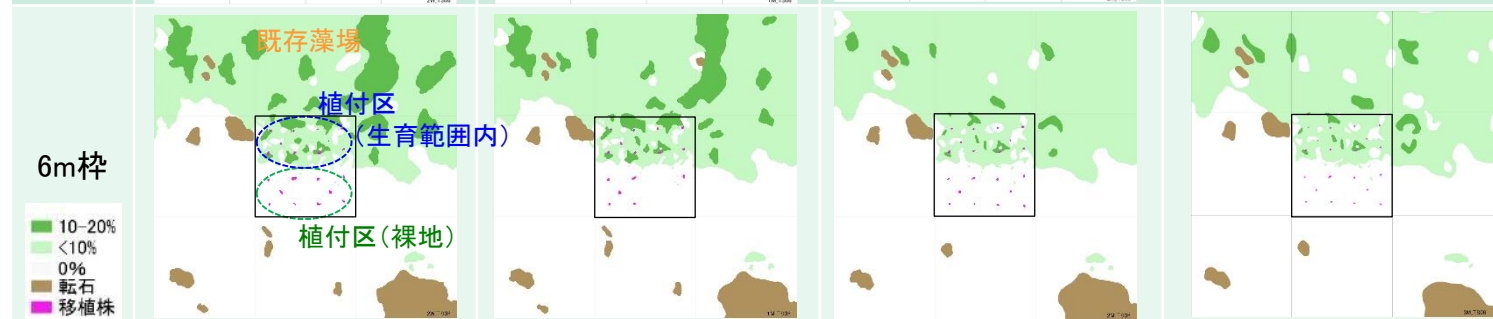 既存藻場
植付区
（生育範囲内）
植付区（裸地）
6m枠
10-20%
<10%
0%
転石
移植株